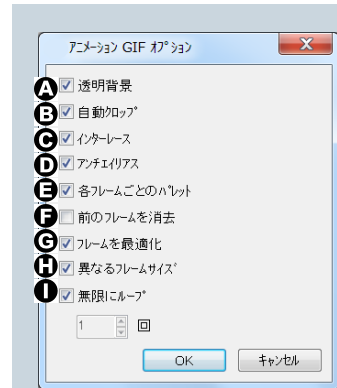 アニメーション GIF オプション
A 透明背景
B 自動クロップ
C インターレース
D アンチエイリアス
E 各フレームごとのパレット
F 前のフレームを消去
G フレームを最適化
H 異なるフレームサイズ
I 無限にループ
1 回
OK キャンセル